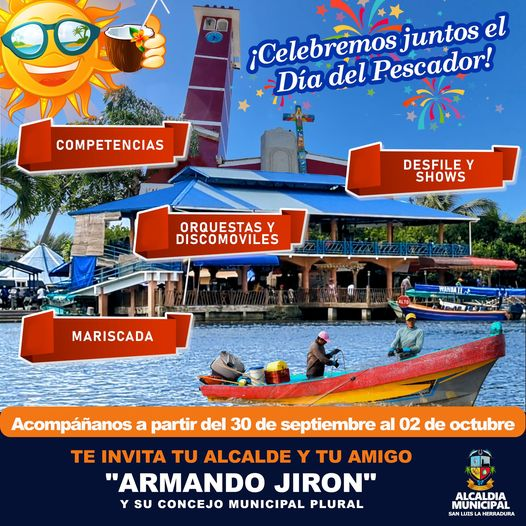 ¡Celebremos juntos el
Día del Pescador!
COMPETENCIAS
DESFILE Y
SHOWS
ORQUESTAS Y
DISCOMOVILES
MARISCADA
ALTO
Acompáñanos a partir del 30 de septiembre al 02 de octubre
TE INVITA TU ALCALDE Y TU AMIGO
"ARMANDO JIRON"
Y SU CONCEJO MUNICIPAL PLURAL
ALCALDIA
MUNICIPAL
SAN LUIS LA HERRADURA